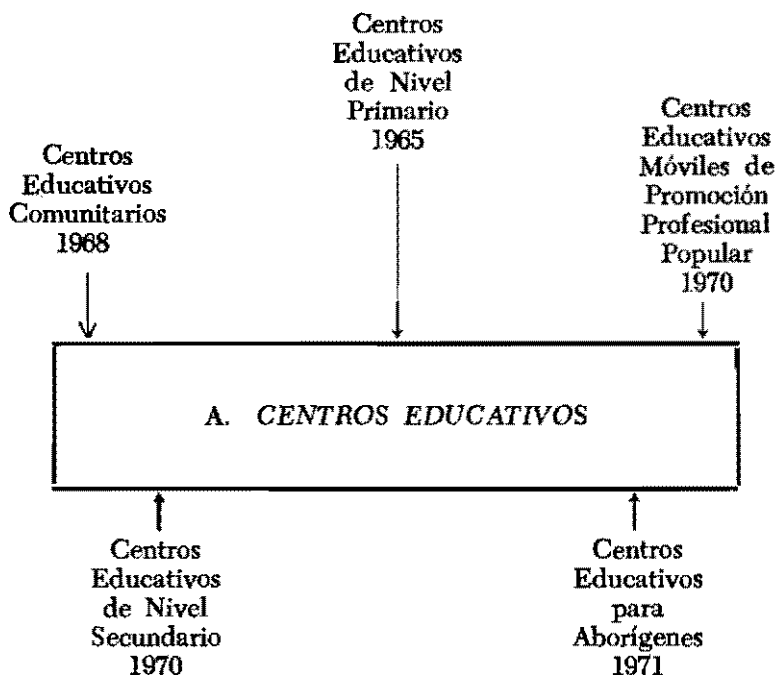 Centros
Educativos
Comunitarios
1968
Centros
Educativos
de Nivel
Primario
1965
Centros
Educativos
Móviles de
Promoción
Profesional
Popular
1970
A. CENTROS EDUCATIVOS
Centros
Educativos
de Nivel
Secundario
1970
Centros
Educativos
para
Aborígenes
1971